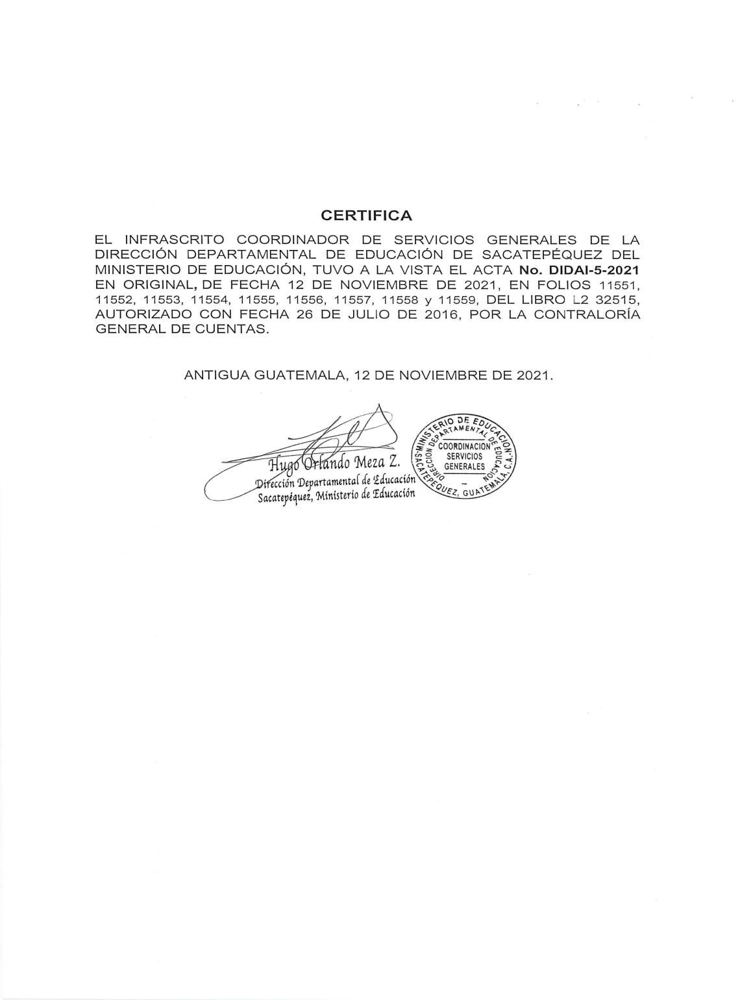 CERTIFICA
EL INFRASCRITO COORDINADOR DE SERVICIOS GENERALES DE LA
DIRECCIÓN DEPARTAMENTAL DE EDUCACIÓN DE SACATEPÉQUEZ DEL
MINISTERIO DE EDUCACIÓN, TUVO A LA VISTA EL ACTA No. DIDAI-5-2021
EN ORIGINAL, DE FECHA 12 DE NOVIEMBRE DE 2021, EN FOLIOS 11551,
11552, 11553, 11554, 11555, 11556, 11557, 11558 y 11559, DEL LIBRO L2 32515,
AUTORIZADO CON FECHA 26 DE JULIO DE 2016, POR LA CONTRALORÍA
GENERAL DE CUENTAS.
ANTIGUA GUATEMALA, 12 DE NOVIEMBRE DE 2021.
Hugo Orlando Meza Z.
Dirección Departamental de Educación
Sacatepéquez, Ministerio de Educación
MINISTERIO DE EDUCACION
DIRECCION DEPARTAMENTAL DE EDUCACION
COORDINACION
SERVICIOS
GENERALES
SACATEPEQUEZ, GUATEMALA, C.A.